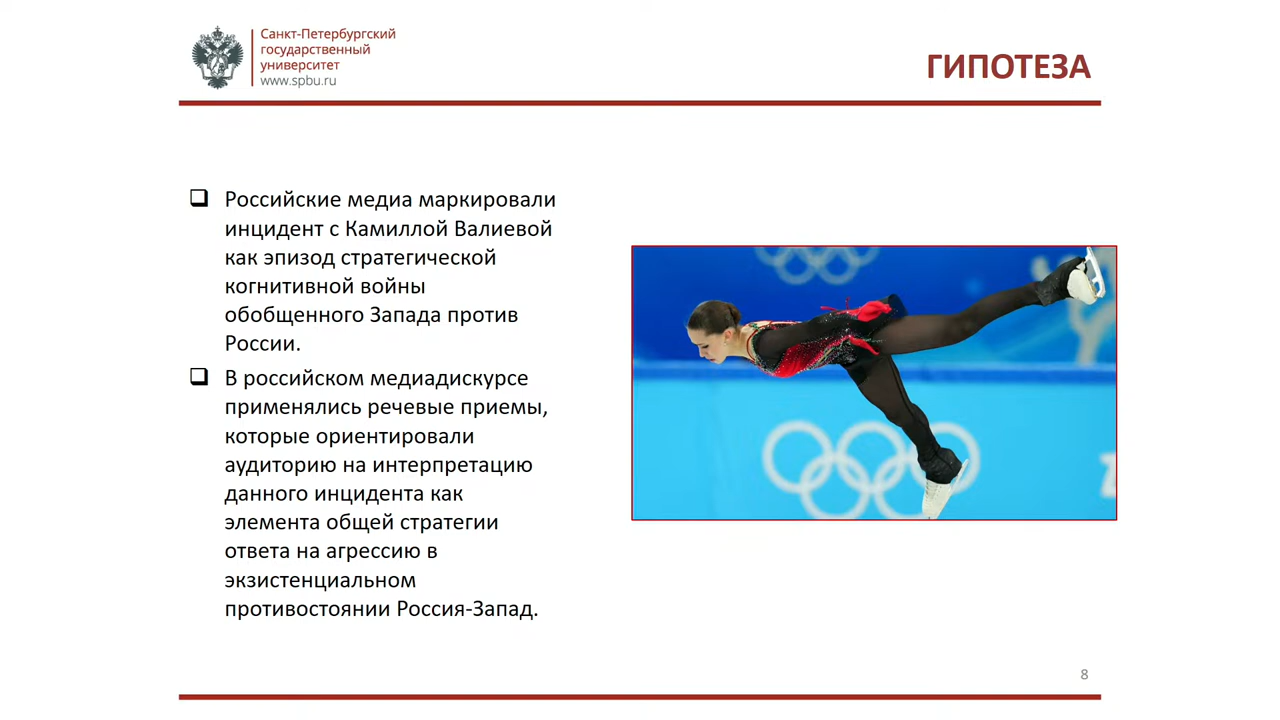 Санкт-Петербургский
государственный
университет
www.spbu.ru
ГИПОТЕЗА
Российские медиа маркировали
инцидент с Камиллой Валиевой
как эпизод стратегической
когнитивной войны
обобщенного Запада против
России.
В российском медиадискурсе
применялись речевые приемы,
которые ориентировали
аудиторию на интерпретацию
данного инцидента как
элемента общей стратегии
ответа на агрессию в
экзистенциальном
противостоянии Россия-Запад.
8